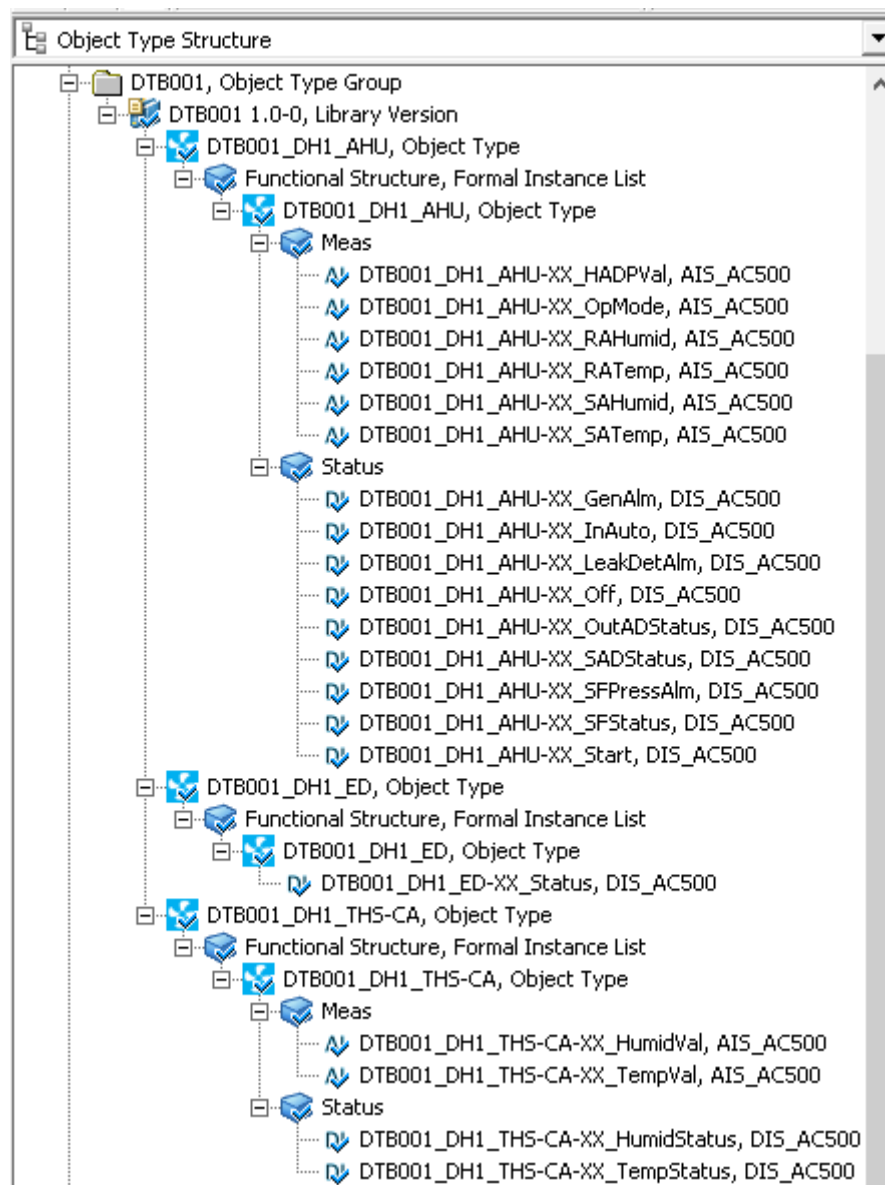 Object Type Structure
DTB001, Object Type Group
DTB001 1.0-0, Library Version
DTB001_DH1_AHU, Object Type
Functional Structure, Formal Instance List
DTB001_DH1_AHU, Object Type
Meas
DTB001_DH1_AHU-XX_HADPVal, AIS_AC500
DTB001_DH1_AHU-XX_OpMode, AIS_AC500
DTB001_DH1_AHU-XX_RAHumid, AIS_AC500
DTB001_DH1_AHU-XX_RATemp, AIS_AC500
DTB001_DH1_AHU-XX_SAHumid, AIS_AC500
DTB001_DH1_AHU-XX_SATemp, AIS_AC500
Status
DTB001_DH1_AHU-XX_GenAlm, DIS_AC500
DTB001_DH1_AHU-XX_InAuto, DIS_AC500
DTB001_DH1_AHU-XX_LeakDetAlm, DIS_AC500
DTB001_DH1_AHU-XX_Off, DIS_AC500
DTB001_DH1_AHU-XX_OutADStatus, DIS_AC500
DTB001_DH1_AHU-XX_SADStatus, DIS_AC500
DTB001_DH1_AHU-XX_SFPressAlm, DIS_AC500
DTB001_DH1_AHU-XX_SFStatus, DIS_AC500
DTB001_DH1_AHU-XX_Start, DIS_AC500
DTB001_DH1_ED, Object Type
Functional Structure, Formal Instance List
DTB001_DH1_ED, Object Type
DTB001_DH1_ED-XX_Status, DIS_AC500
DTB001_DH1_THS-CA, Object Type
Functional Structure, Formal Instance List
DTB001_DH1_THS-CA, Object Type
Meas
DTB001_DH1_THS-CA-XX_HumidVal, AIS_AC500
DTB001_DH1_THS-CA-XX_TempVal, AIS_AC500
Status
DTB001_DH1_THS-CA-XX_HumidStatus, DIS_AC500
DTB001_DH1_THS-CA-XX_TempStatus, DIS_AC500